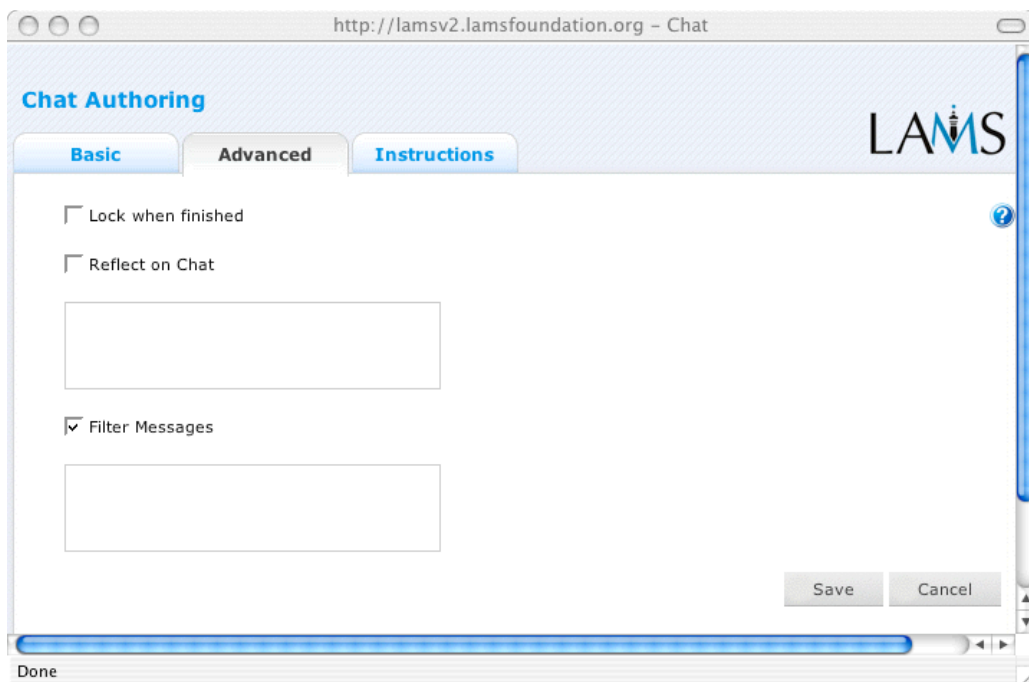 http://lamsv2.lamsfoundation.org – Chat
Chat Authoring
LAMS
Basic Advanced Instructions
Lock when finished
?
Reflect on Chat
Filter Messages
Save Cancel
Done